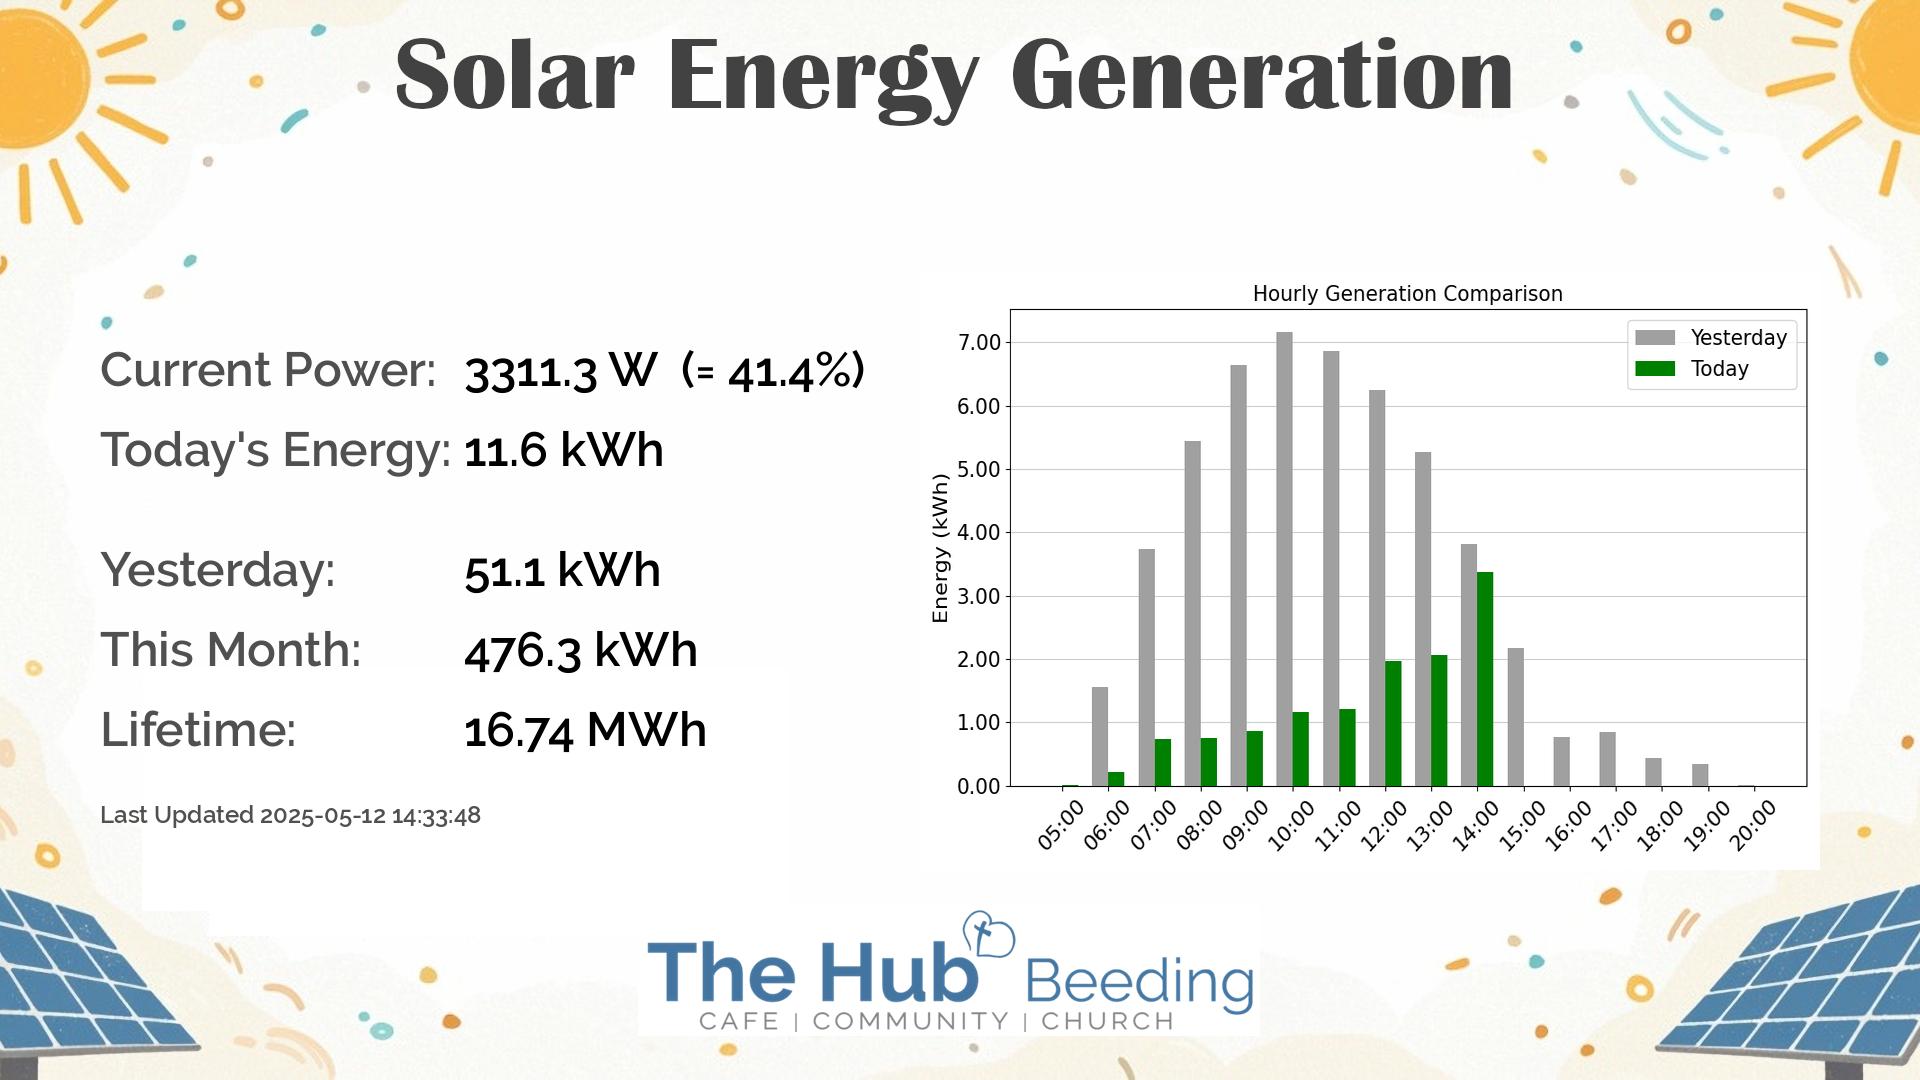 Solar Energy Generation
Current Power: 3311.3 W (= 41.4%)
Today's Energy: 11.6 kWh
Yesterday: 51.1 kWh
This Month: 476.3 kWh
Lifetime: 16.74 MWh
Last Updated 2025-05-12 14:33:48
Hourly Generation Comparison
Yesterday
Today
Energy (kWh)
7.00
6.00
5.00
4.00
3.00
2.00
1.00
0.00
05:00 06:00 07:00 08:00 09:00 10:00 11:00 12:00 13:00 14:00 15:00 16:00 17:00 18:00 19:00 20:00
The Hub Beeding
CAFE | COMMUNITY | CHURCH